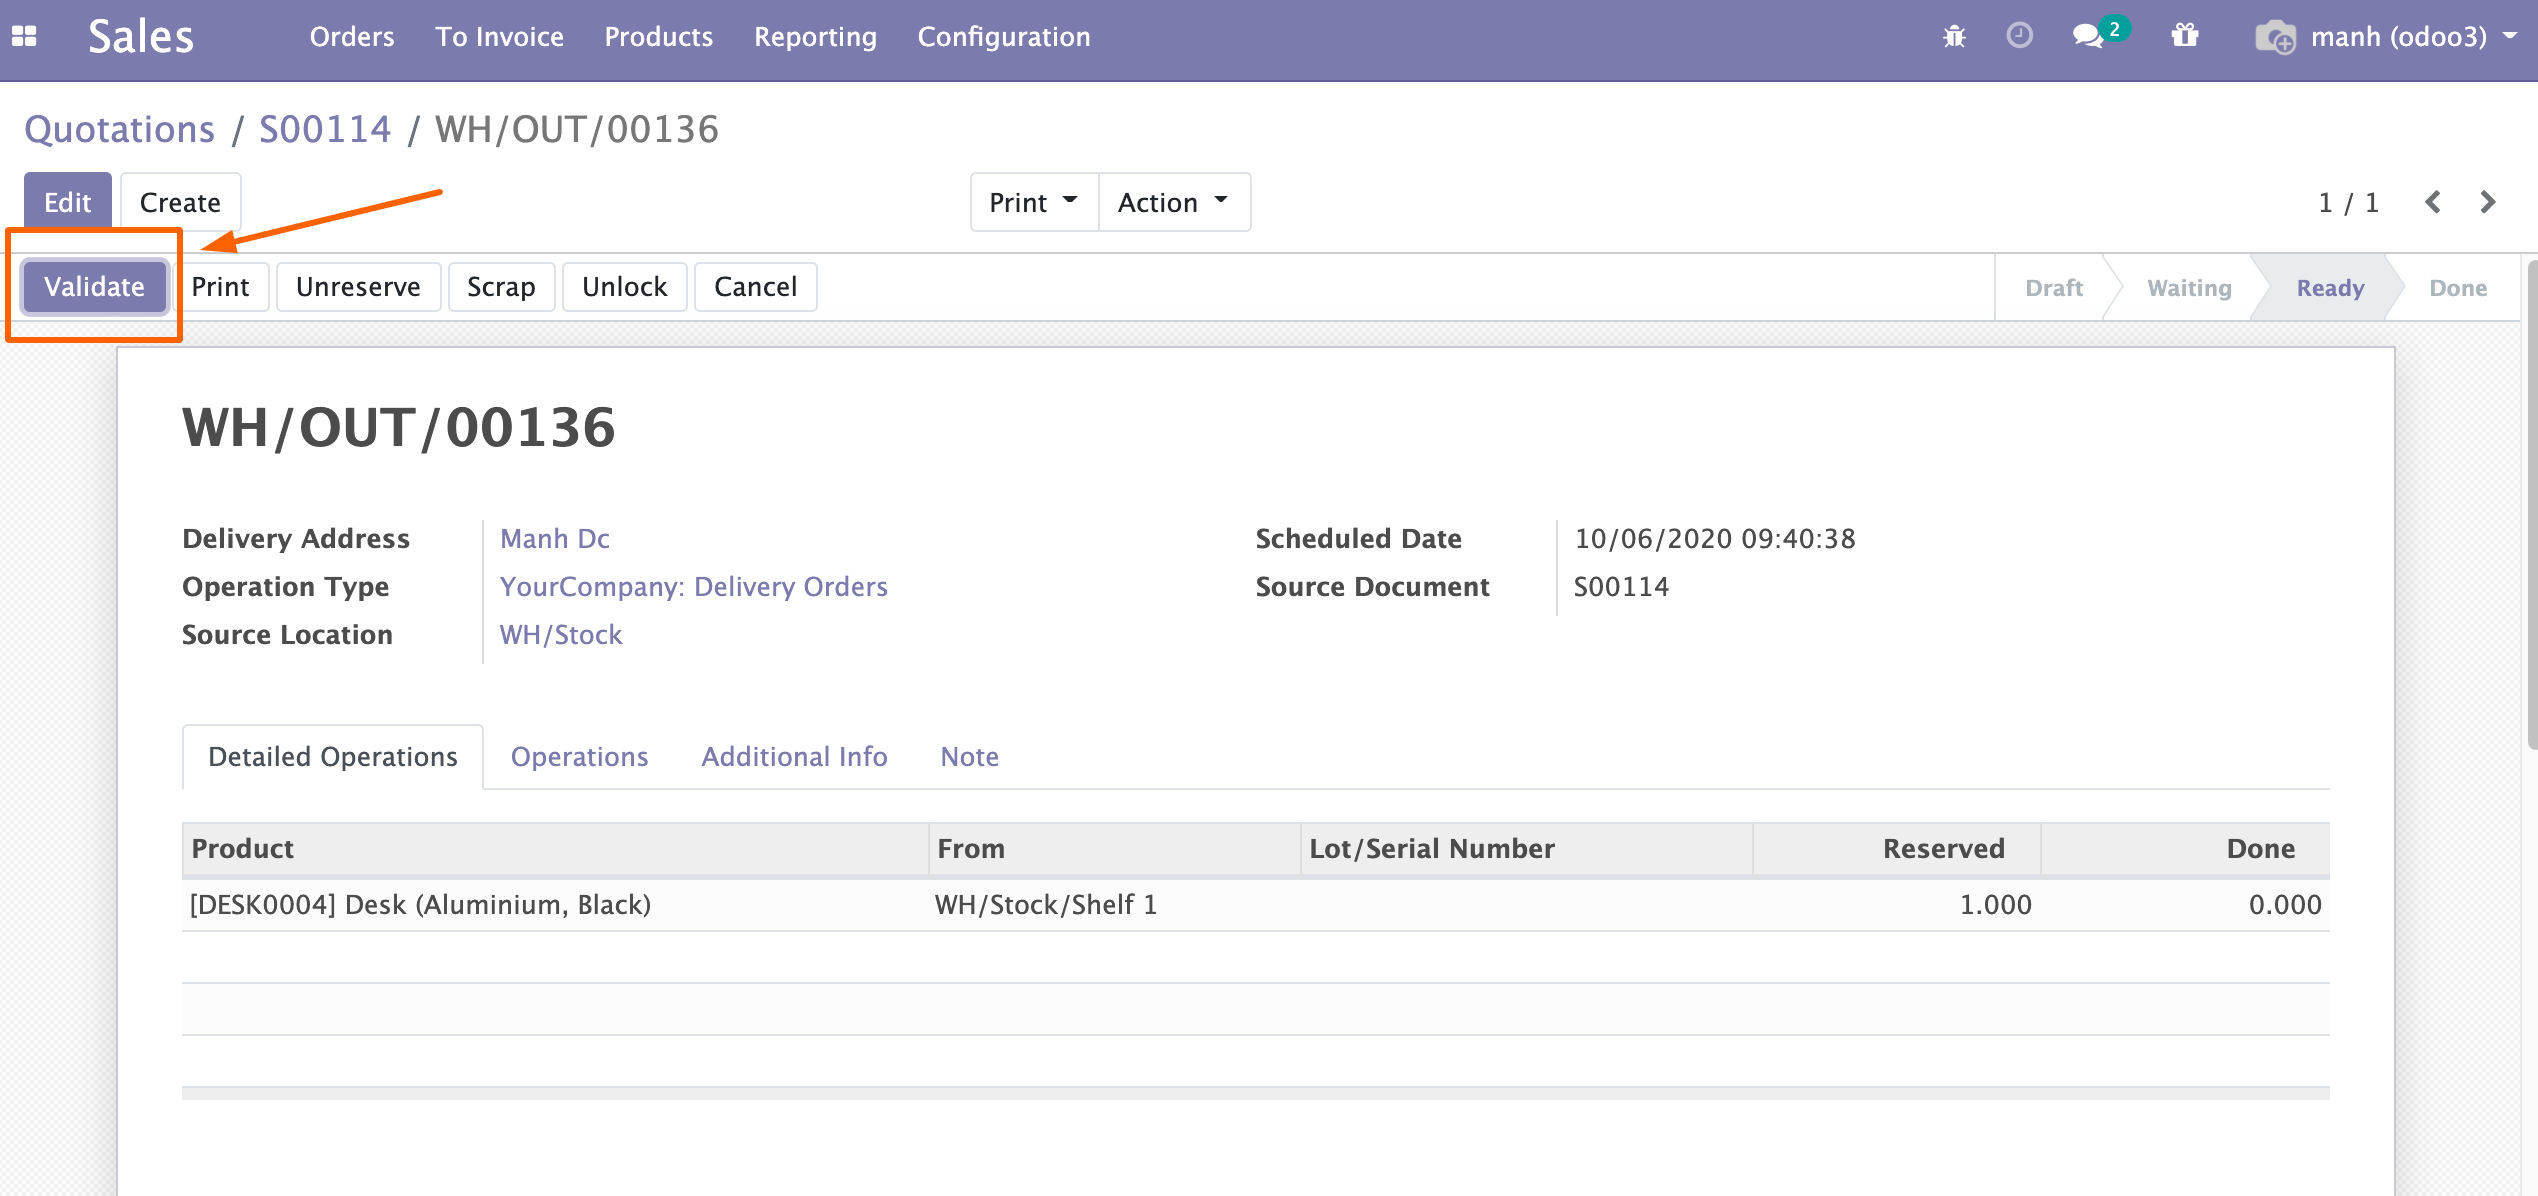 Sales Orders To Invoice Products Reporting Configuration 2 manh (odoo3)
Quotations / S00114 / WH/OUT/00136
Edit Create Print Action 1 / 1
Validate Print Unreserve Scrap Unlock Cancel Draft Waiting Ready Done
WH/OUT/00136
Delivery Address Manh Dc Scheduled Date 10/06/2020 09:40:38
Operation Type YourCompany: Delivery Orders Source Document S00114
Source Location WH/Stock
Detailed Operations Operations Additional Info Note
Product From Lot/Serial Number Reserved Done
[DESK0004] Desk (Aluminium, Black) WH/Stock/Shelf 1 1.000 0.000